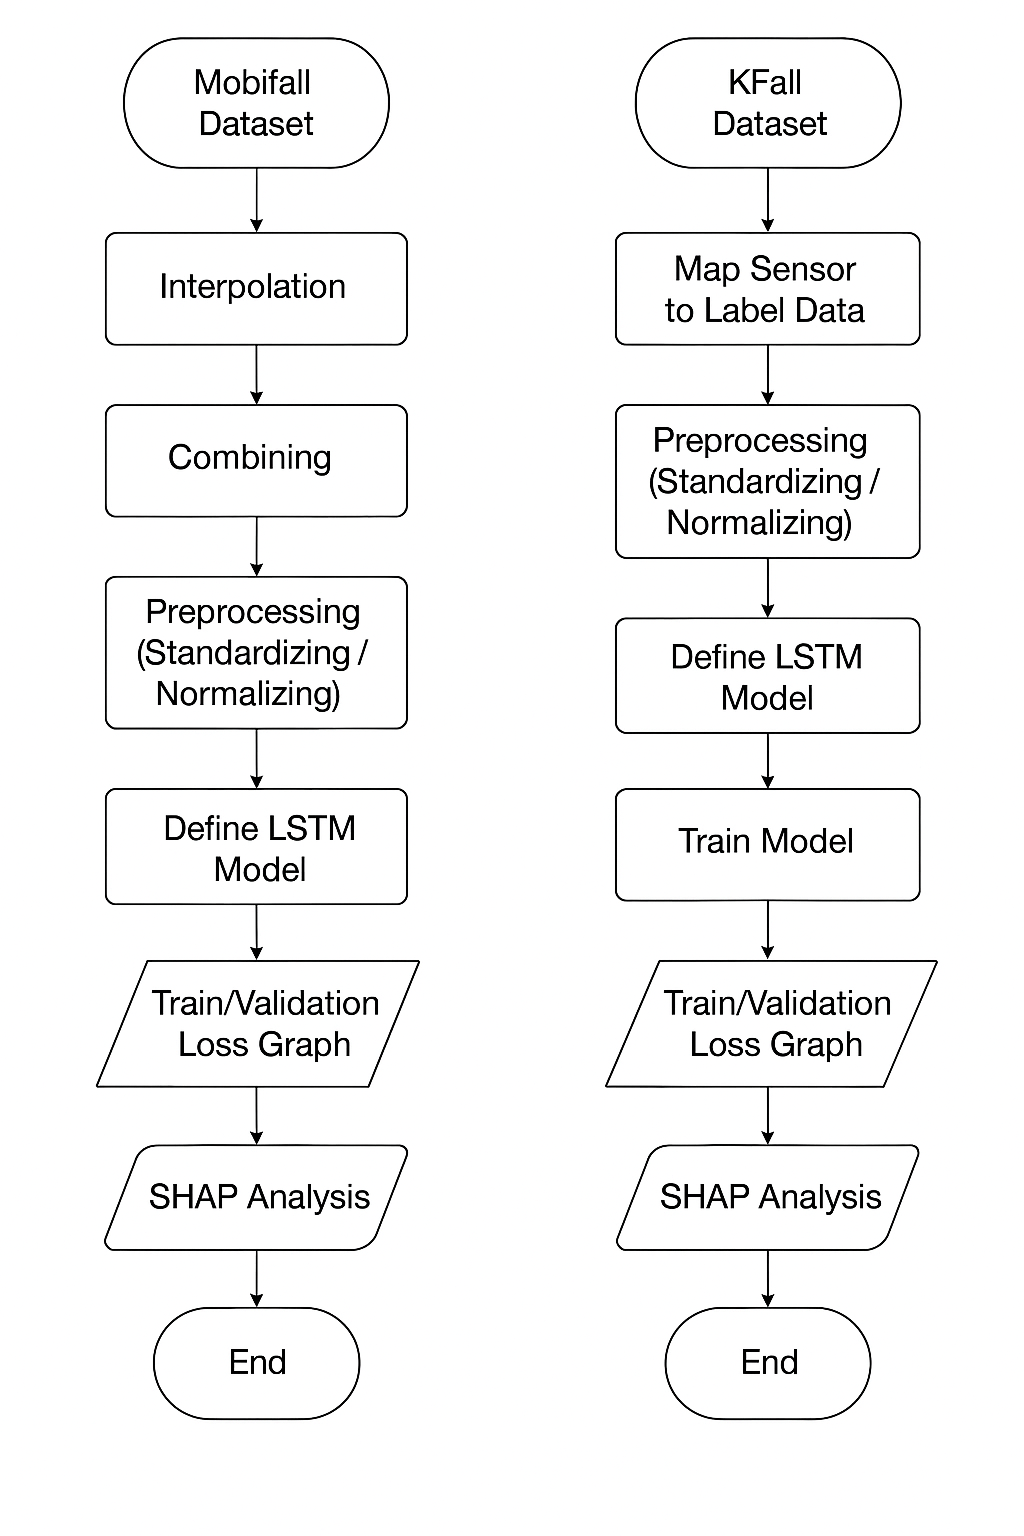 Mobifall
Dataset
Interpolation
Combining
Preprocessing
(Standardizing /
Normalizing)
Define LSTM
Model
Train/Validation
Loss Graph
SHAP Analysis
End
KFall
Dataset
Map Sensor
to Label Data
Preprocessing
(Standardizing /
Normalizing)
Define LSTM
Model
Train Model
Train/Validation
Loss Graph
SHAP Analysis
End